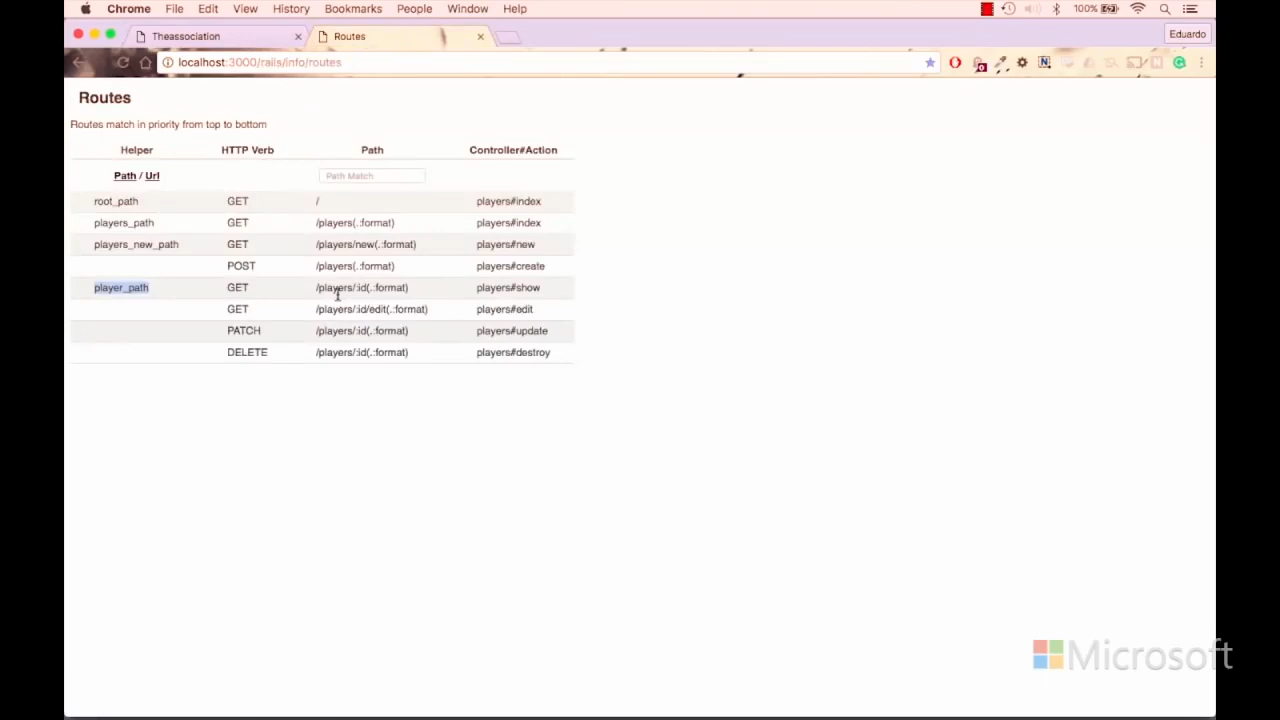 Chrome File Edit View History Bookmarks People Window Help 100%
Theassociation Routes Eduardo
localhost:3000/rails/info/routes
Routes
Routes match in priority from top to bottom
Helper HTTP Verb Path Controller#Action
Path / Url Path Match
root_path GET / players#index
players_path GET /players(.:format) players#index
players_new_path GET /players/new(.:format) players#new
POST /players(.:format) players#create
player_path GET /players/:id(.:format) players#show
GET /players/:id/edit(.:format) players#edit
PATCH /players/:id(.:format) players#update
DELETE /players/:id(.:format) players#destroy
Microsoft